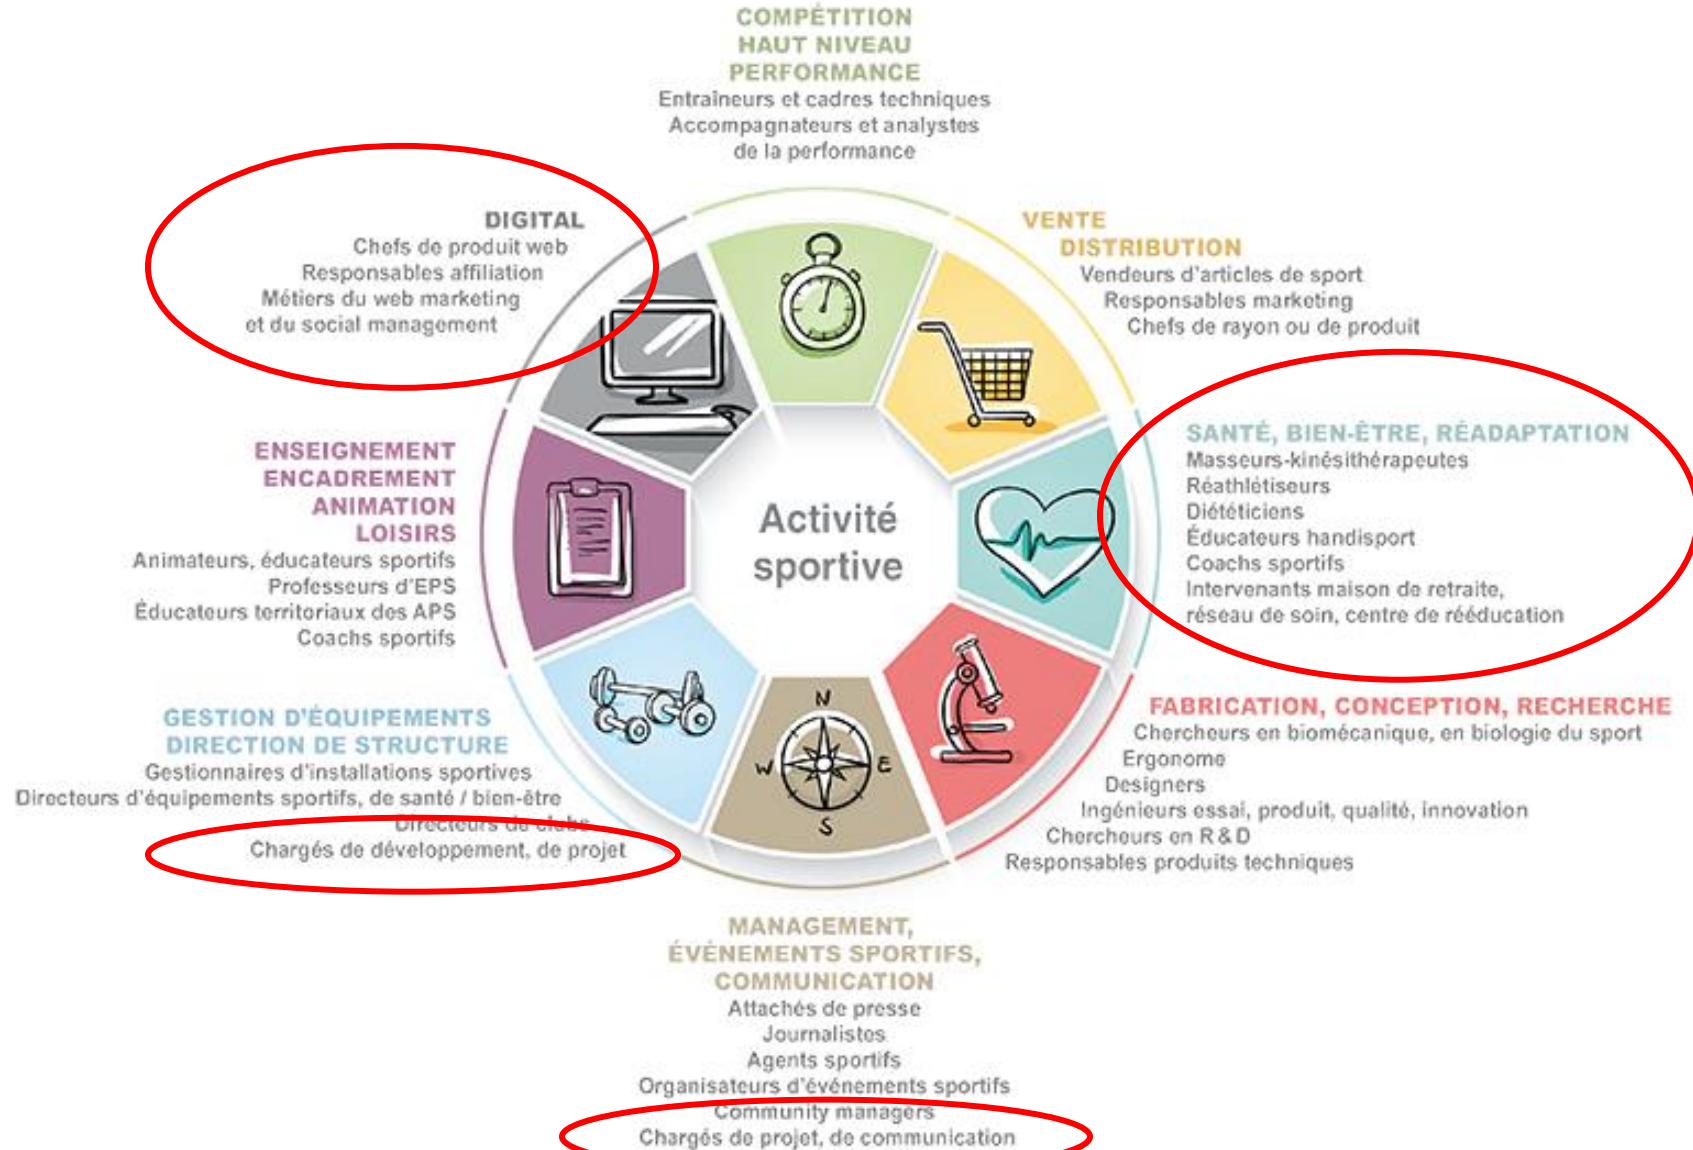 COMPÉTITION
HAUT NIVEAU
PERFORMANCE
Entraîneurs et cadres techniques
Accompagnateurs et analystes
de la performance
DIGITAL
Chefs de produit web
Responsables affiliation
Métiers du web marketing
et du social management
VENTE
DISTRIBUTION
Vendeurs d'articles de sport
Responsables marketing
Chefs de rayon ou de produit
SANTÉ, BIEN-ÊTRE, RÉADAPTATION
Masseurs-kinésithérapeutes
Réathlétiseurs
Diététiciens
Éducateurs handisport
Coachs sportifs
Intervenants maison de retraite,
réseau de soin, centre de rééducation
ENSEIGNEMENT
ENCADREMENT
ANIMATION
LOISIRS
Animateurs, éducateurs sportifs
Professeurs d'EPS
Éducateurs territoriaux des APS
Coachs sportifs
Activité
sportive
GESTION D'ÉQUIPEMENTS
DIRECTION DE STRUCTURE
Gestionnaires d'installations sportives
Directeurs d'équipements sportifs, de santé / bien-être
Directeurs de clubs
Chargés de développement, de projet
N
W E
S
FABRICATION, CONCEPTION, RECHERCHE
Chercheurs en biomécanique, en biologie du sport
Ergonome
Designers
Ingénieurs essai, produit, qualité, innovation
Chercheurs en R & D
Responsables produits techniques
MANAGEMENT,
ÉVÉNEMENTS SPORTIFS,
COMMUNICATION
Attachés de presse
Journalistes
Agents sportifs
Organisateurs d'événements sportifs
Community managers
Chargés de projet, de communication